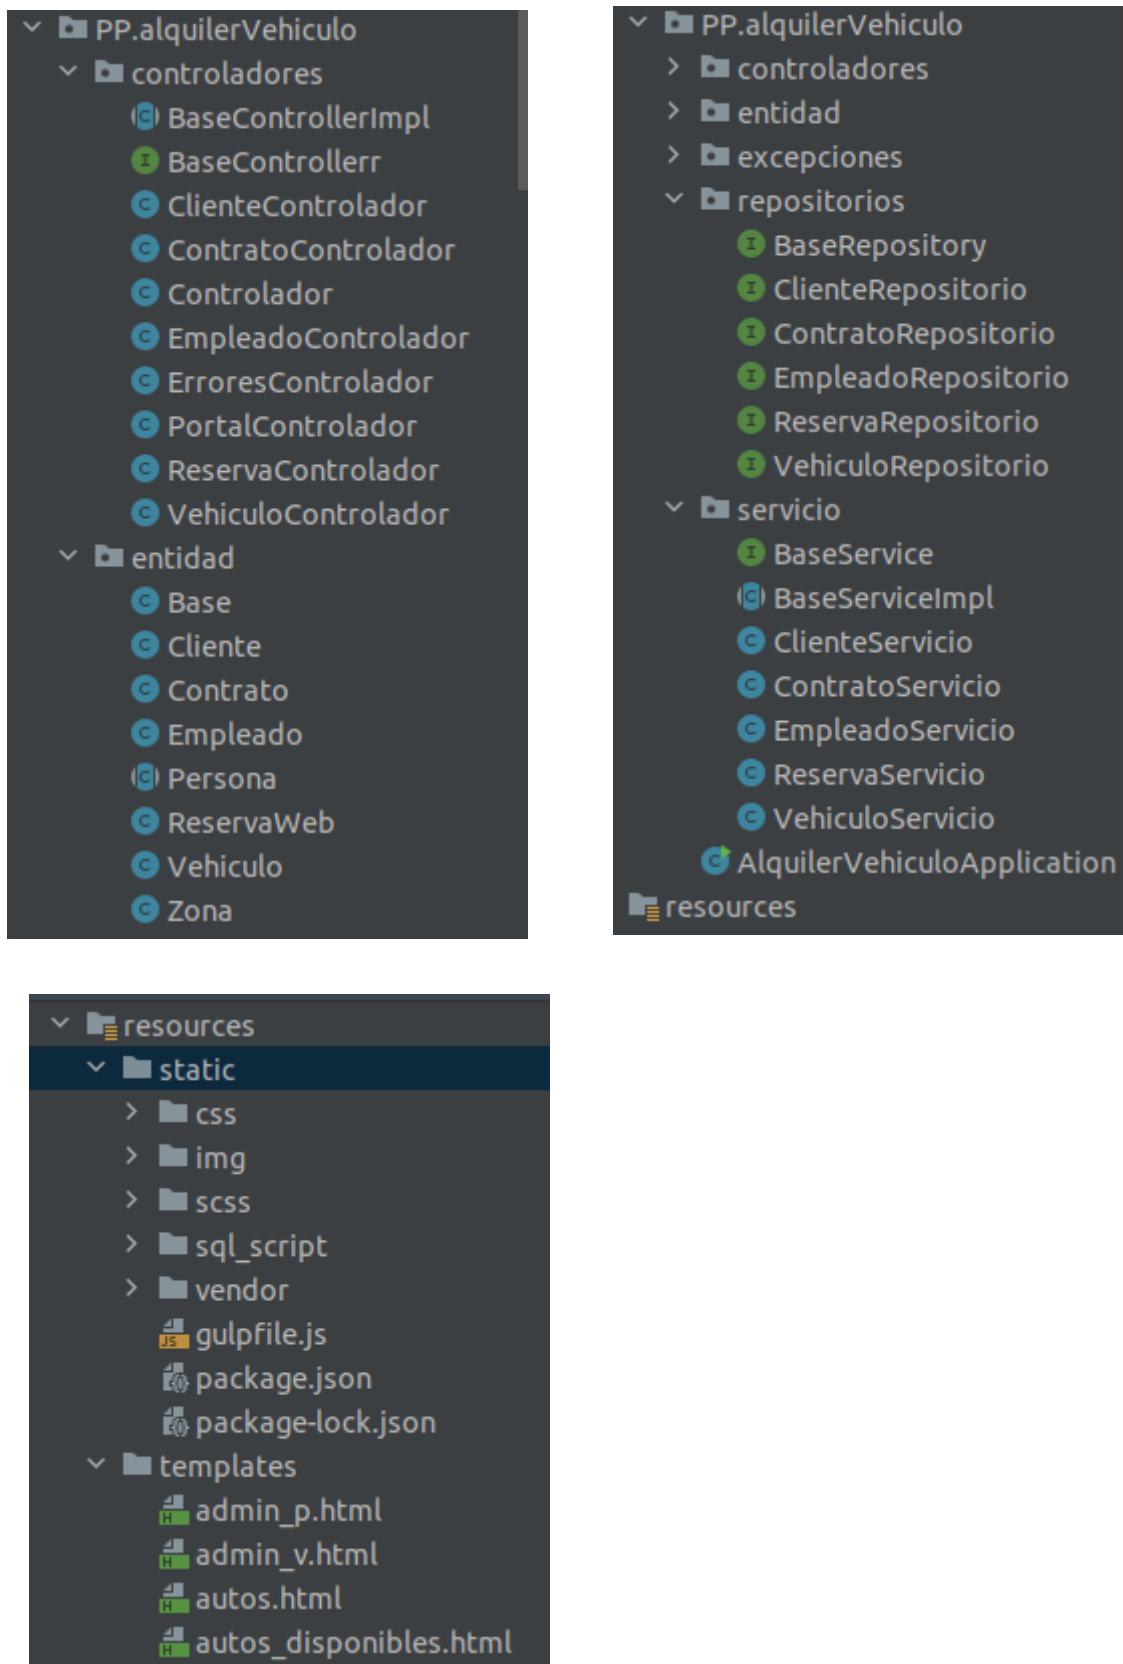 PP.alquilerVehiculo
controladores
BaseControllerImpl
BaseControllerr
ClienteControlador
ContratoControlador
Controlador
EmpleadoControlador
ErroresControlador
PortalControlador
ReservaControlador
VehiculoControlador
entidad
Base
Cliente
Contrato
Empleado
Persona
ReservaWeb
Vehiculo
Zona
PP.alquilerVehiculo
controladores
entidad
excepciones
repositorios
BaseRepository
ClienteRepositorio
ContratoRepositorio
EmpleadoRepositorio
ReservaRepositorio
VehiculoRepositorio
servicio
BaseService
BaseServiceImpl
ClienteServicio
ContratoServicio
EmpleadoServicio
ReservaServicio
VehiculoServicio
AlquilerVehiculoApplication
resources
resources
static
css
img
scss
sql_script
vendor
gulpfile.js
package.json
package-lock.json
templates
admin_p.html
admin_v.html
autos.html
autos_disponibles.html